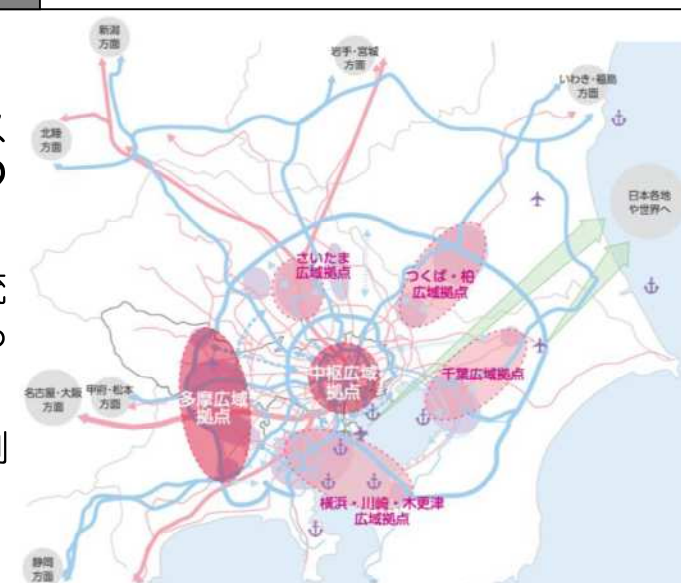 新潟
方面
岩手・宮城
方面
いわき・福島
方面
北陸
方面
日本各地
や世界へ
さいたま
広域拠点
つくば・柏
広域拠点
中枢広域
拠点
千葉広域拠点
名古屋・大阪
方面
甲府・松本
方面
多摩広域
拠点
横浜・川崎・木更津
広域拠点
静岡
方面